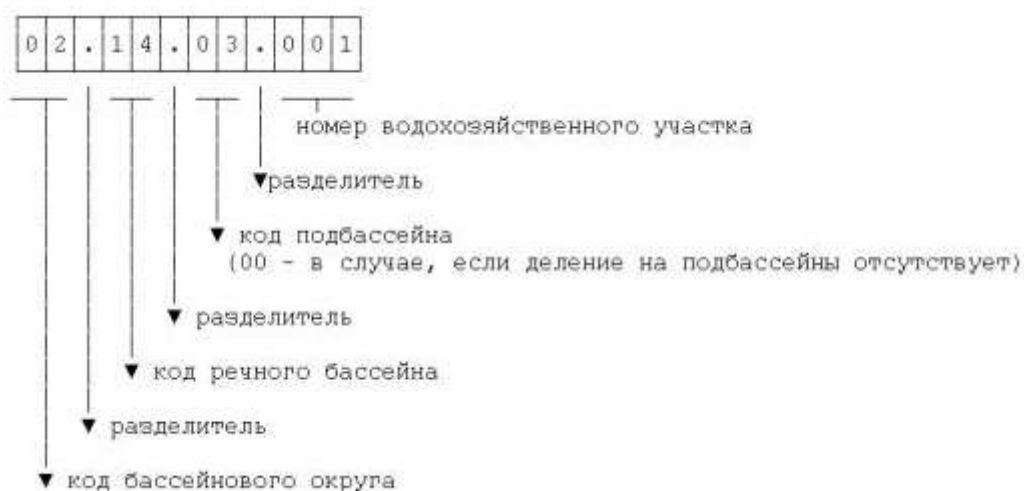 02.14.03.001
номер водохозяйственного участка
▼разделитель
▼ код подбассейна
(00 - в случае, если деление на подбассейны отсутствует)
▼ разделитель
▼ код речного бассейна
▼ разделитель
▼ код бассейнового округа